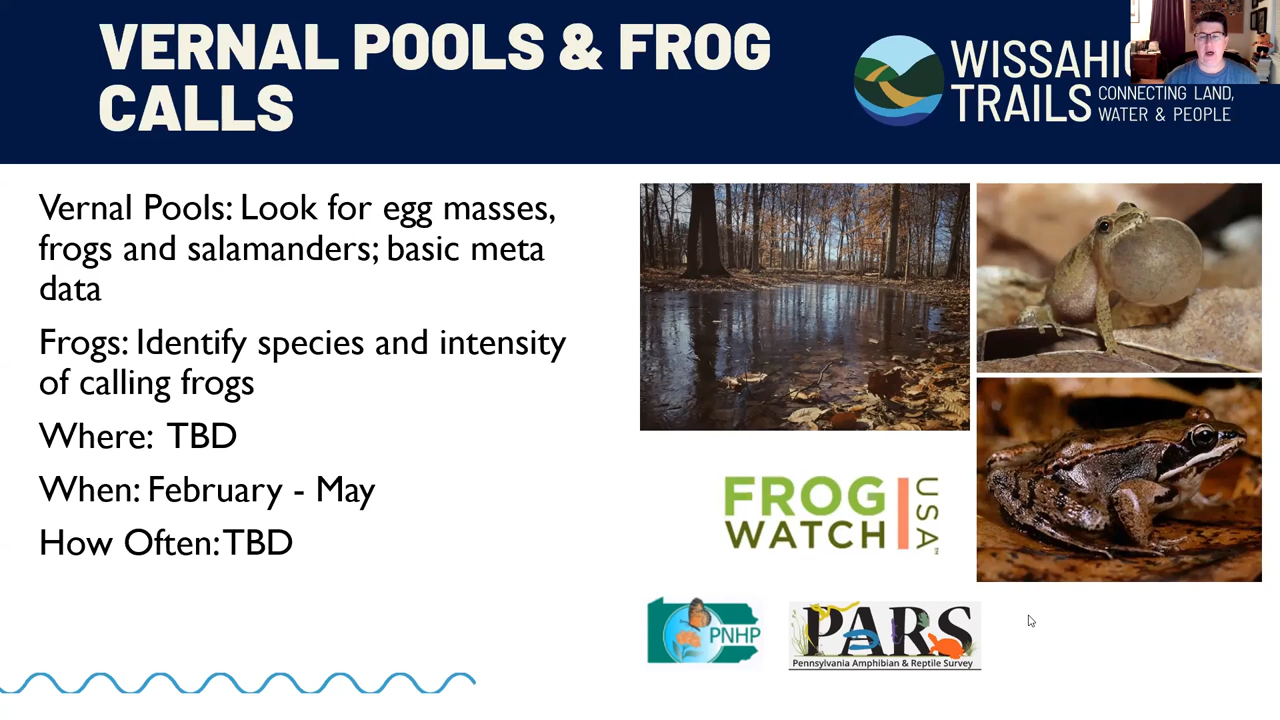 VERNAL POOLS & FROG
CALLS
TRAILS
CONNECTING LAND,
WATER & PEOPLE
Vernal Pools: Look for egg masses,
frogs and salamanders; basic meta
data
Frogs: Identify species and intensity
of calling frogs
Where: TBD
When: February - May
How Often: TBD
FROG
WATCH
USA™
PNHP
PARS
Pennsylvania Amphibian & Reptile Survey